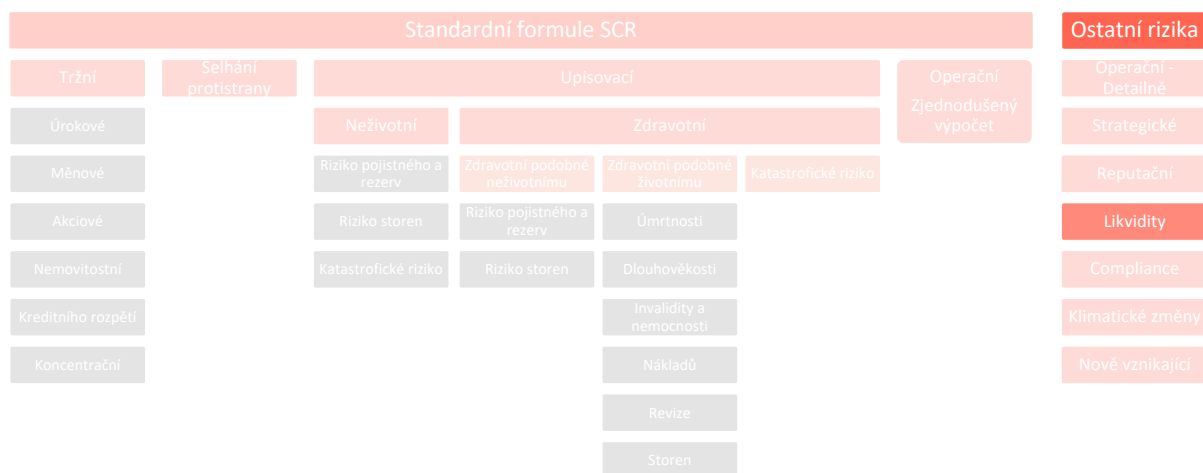 Standardní formule SCR
Ostatní rizika
Tržní
Selhání
protistrany
Upisovací
Operační
Zjednodušený
výpočet
Operační -
Detailně
Úrokové
Neživotní
Zdravotní
Strategické
Měnové
Riziko pojistného a
rezerv
Zdravotní podobné
neživotnímu
Zdravotní podobné
životnímu
Katastrofické riziko
Reputační
Akciové
Riziko storen
Riziko pojistného a
rezerv
Úmrtnosti
Likvidity
Nemovitostní
Katastrofické riziko
Riziko storen
Dlouhověkosti
Compliance
Kreditního rozpětí
Invalidity a
nemocnosti
Klimatické změny
Koncentrační
Nákladů
Nově vznikající
Revize
Storen